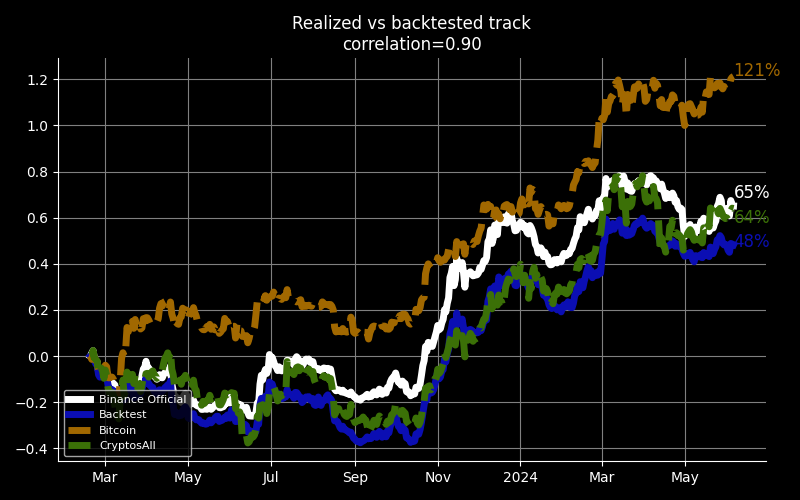 Realized vs backtested track
correlation=0.90
1.2
1.0
0.8
0.6
0.4
0.2
0.0
−0.2
−0.4
121%
65%
64%
48%
Binance Official
Backtest
Bitcoin
CryptosAll
Mar
May
Jul
Sep
Nov
2024
Mar
May